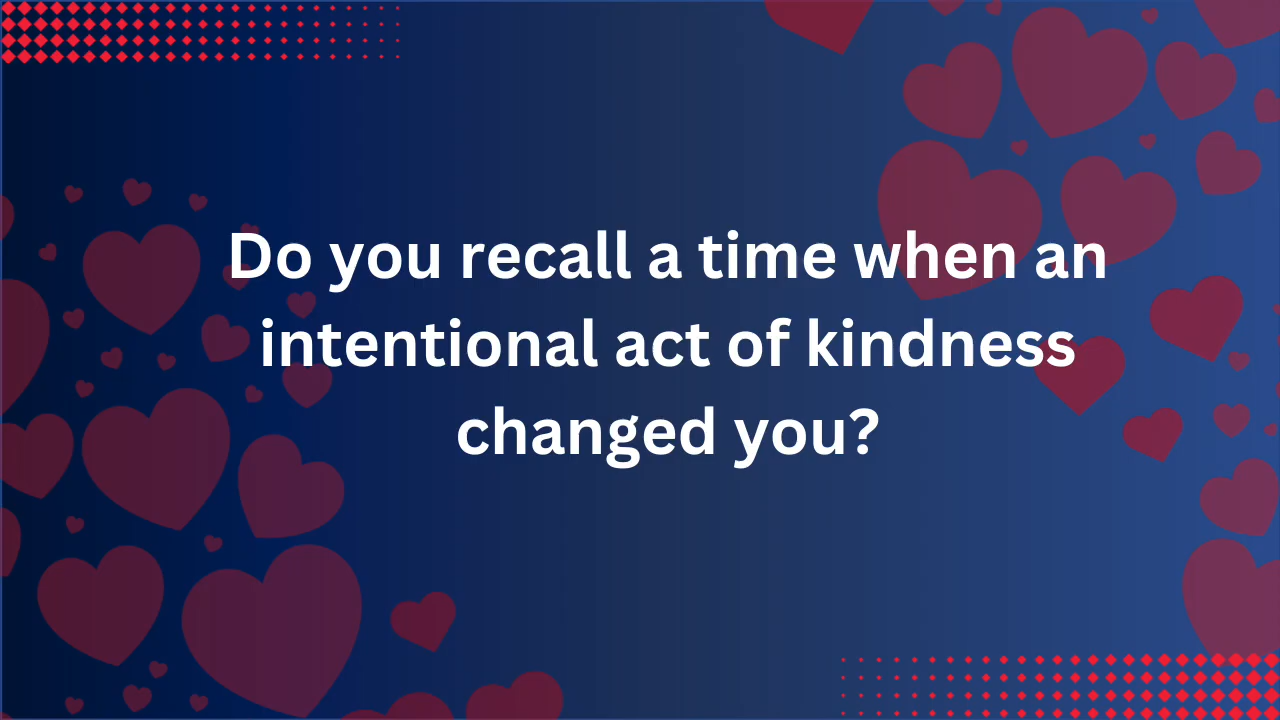 Do you recall a time when an
intentional act of kindness
changed you?